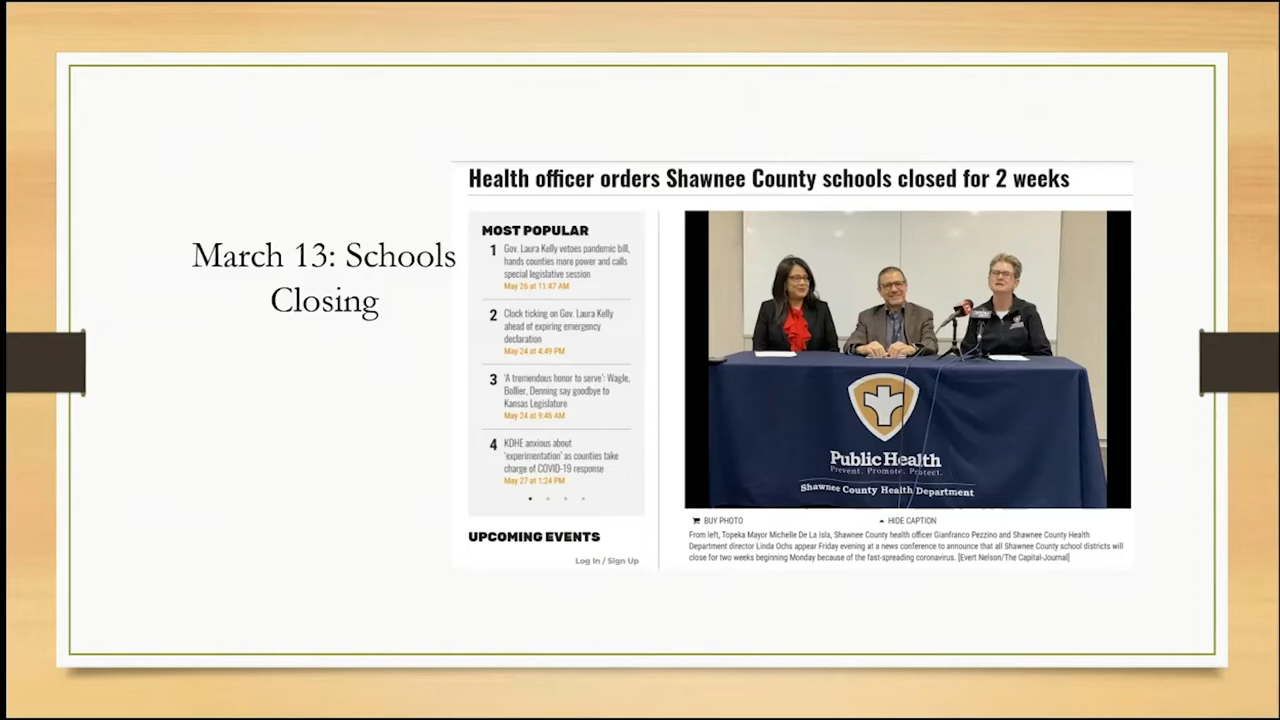 March 13: Schools
Closing
Health officer orders Shawnee County schools closed for 2 weeks
MOST POPULAR
1 Gov. Laura Kelly vetoes pandemic bill,
hands counties more power and calls
special legislative session
May 26 at 11:47 AM
2 Clock ticking on Gov. Laura Kelly
ahead of expiring emergency
declaration
May 24 at 4:49 PM
3 'A tremendous honor to serve': Wagle,
Bollier, Denning say goodbye to
Kansas Legislature
May 24 at 9:46 AM
4 KDHE anxious about
'experimentation' as counties take
charge of COVID-19 response
May 27 at 1:24 PM
UPCOMING EVENTS
Log In / Sign Up
Public Health
Prevent. Promote. Protect.
Shawnee County Health Department
BUY PHOTO
HIDE CAPTION
From left, Topeka Mayor Michelle De La Isla, Shawnee County health officer Gianfranco Pezzino and Shawnee County Health
Department director Linda Ochs appear Friday evening at a news conference to announce that all Shawnee County school districts will
close for two weeks beginning Monday because of the fast-spreading coronavirus. [Evert Nelson/The Capital-Journal]